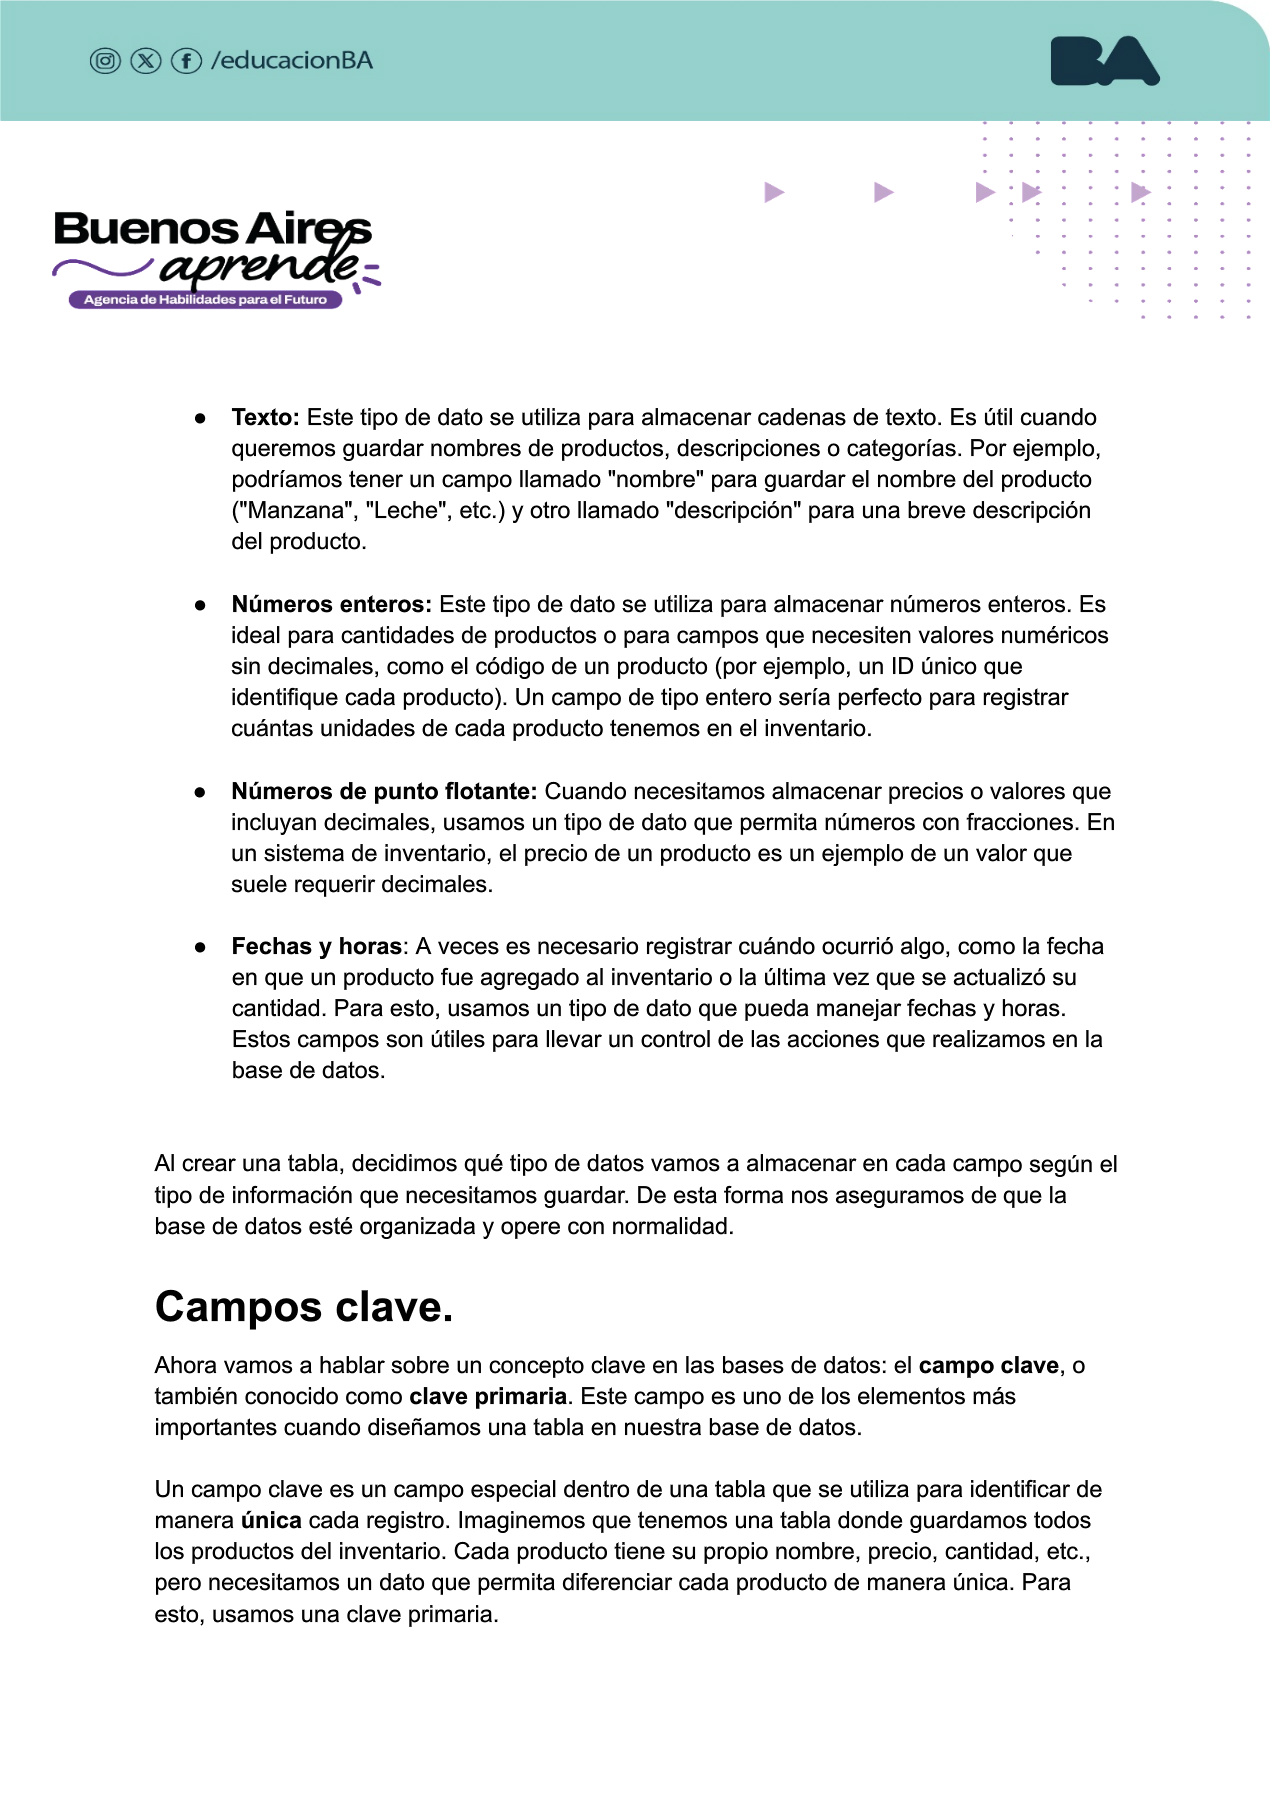 /educacionBA
BA
Buenos Aires
aprende
Agencia de Habilidades para el Futuro
● Texto: Este tipo de dato se utiliza para almacenar cadenas de texto. Es útil cuando
queremos guardar nombres de productos, descripciones o categorías. Por ejemplo,
podríamos tener un campo llamado "nombre" para guardar el nombre del producto
("Manzana", "Leche", etc.) y otro llamado "descripción" para una breve descripción
del producto.
● Números enteros: Este tipo de dato se utiliza para almacenar números enteros. Es
ideal para cantidades de productos o para campos que necesiten valores numéricos
sin decimales, como el código de un producto (por ejemplo, un ID único que
identifique cada producto). Un campo de tipo entero sería perfecto para registrar
cuántas unidades de cada producto tenemos en el inventario.
● Números de punto flotante: Cuando necesitamos almacenar precios o valores que
incluyan decimales, usamos un tipo de dato que permita números con fracciones. En
un sistema de inventario, el precio de un producto es un ejemplo de un valor que
suele requerir decimales.
● Fechas y horas: A veces es necesario registrar cuándo ocurrió algo, como la fecha
en que un producto fue agregado al inventario o la última vez que se actualizó su
cantidad. Para esto, usamos un tipo de dato que pueda manejar fechas y horas.
Estos campos son útiles para llevar un control de las acciones que realizamos en la
base de datos.
Al crear una tabla, decidimos qué tipo de datos vamos a almacenar en cada campo según el
tipo de información que necesitamos guardar. De esta forma nos aseguramos de que la
base de datos esté organizada y opere con normalidad.
Campos clave.
Ahora vamos a hablar sobre un concepto clave en las bases de datos: el campo clave, o
también conocido como clave primaria. Este campo es uno de los elementos más
importantes cuando diseñamos una tabla en nuestra base de datos.
Un campo clave es un campo especial dentro de una tabla que se utiliza para identificar de
manera única cada registro. Imaginemos que tenemos una tabla donde guardamos todos
los productos del inventario. Cada producto tiene su propio nombre, precio, cantidad, etc.,
pero necesitamos un dato que permita diferenciar cada producto de manera única. Para
esto, usamos una clave primaria.